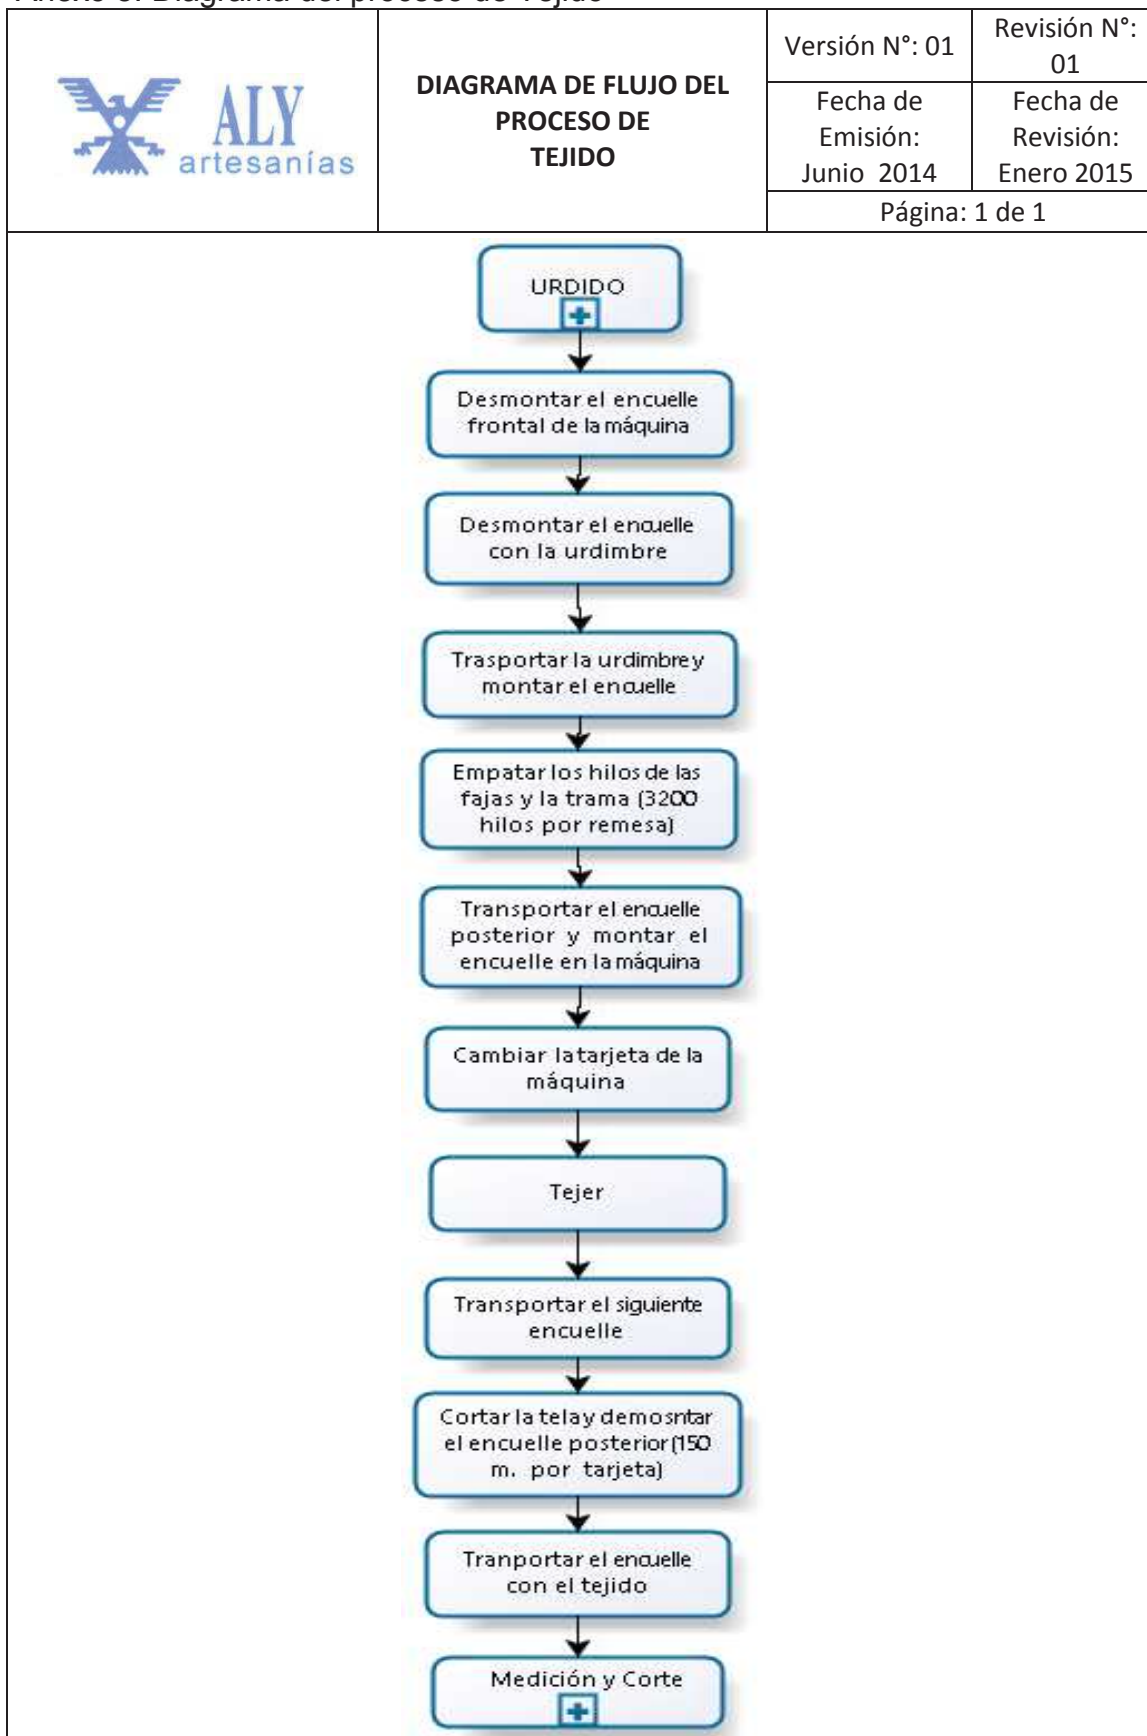 Anexo 3. Diagrama del proceso de Tejido
ALY
artesanías
DIAGRAMA DE FLUJO DEL
PROCESO DE
TEJIDO
Versión N°: 01
Revisión N°:
01
Fecha de
Emisión:
Junio 2014
Fecha de
Revisión:
Enero 2015
Página: 1 de 1
URDIDO
Desmontar el encuelle
frontal de la máquina
Desmontar el encuelle
con la urdimbre
Trasportar la urdimbre y
montar el encuelle
Empatar los hilos de las
fajas y la trama (3200
hilos por remesa)
Transportar el encuelle
posterior y montar el
encuelle en la máquina
Cambiar la tarjeta de la
máquina
Tejer
Transportar el siguiente
encuelle
Cortar la tela y demosntar
el encuelle posterior (150
m. por tarjeta)
Tranportar el encuelle
con el tejido
Medición y Corte